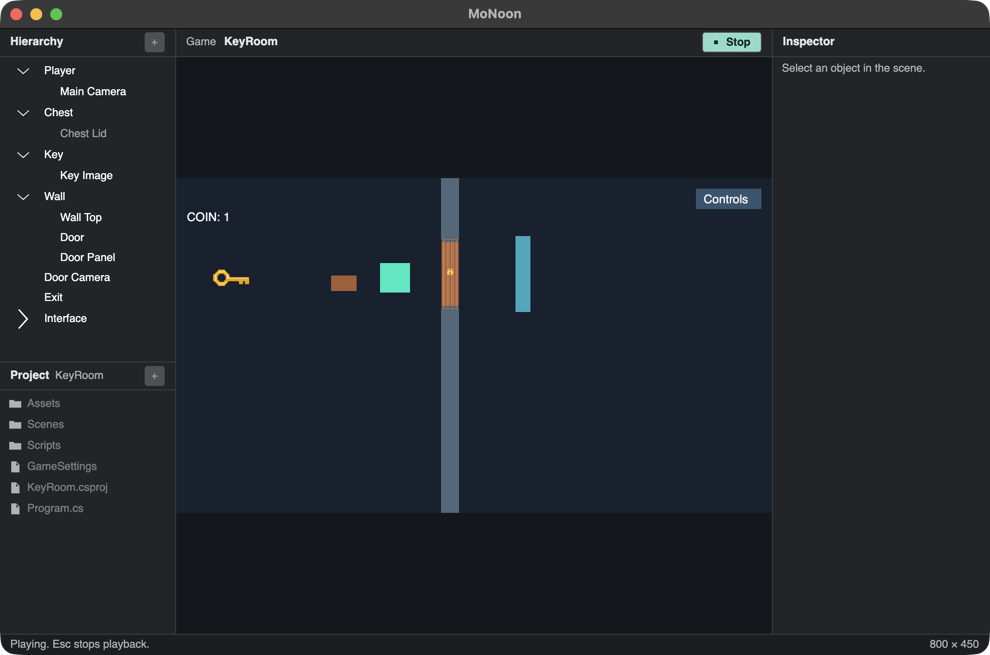 MoNoon
Hierarchy
+
Game KeyRoom
Stop
Inspector
Player
Main Camera
Chest
Chest Lid
Key
Key Image
Wall
Wall Top
Door
Door Panel
Door Camera
Exit
Interface
Project KeyRoom
+
Assets
Scenes
Scripts
GameSettings
KeyRoom.csproj
Program.cs
COIN: 1
Controls
Select an object in the scene.
Playing. Esc stops playback.
800 × 450